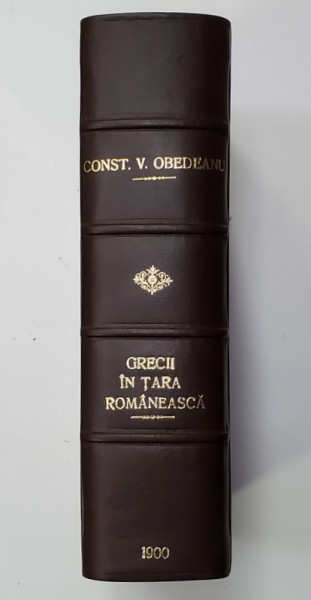 CONST. V. OBEDEANU
GRECII
ÎN ȚARA
ROMÂNEASCĂ
1900